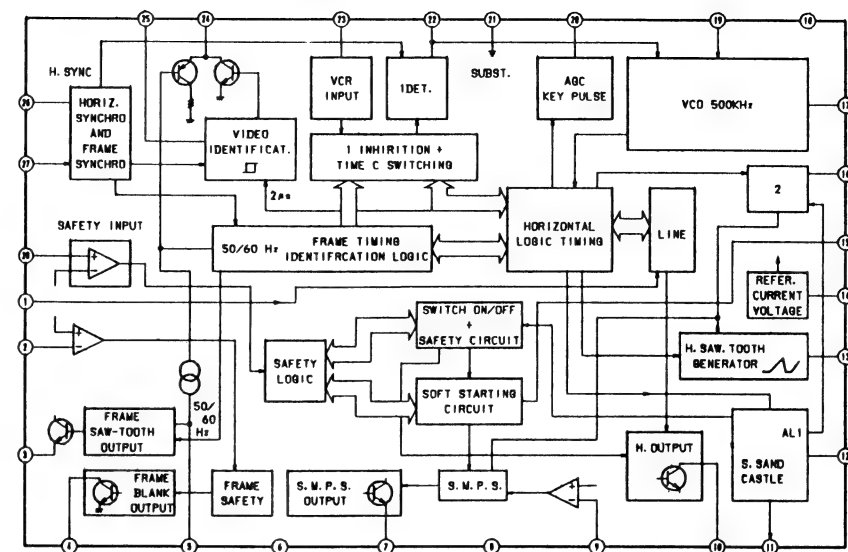 25
24
23
22
21
20
19
18
H. SYNC
26
27
HORIZ.
SYNCHRO
AND
FRAME
SYNCHRO
VIDEO
IDENTIFICAT.
VCR
INPUT
1DET.
SUBST.
AGC
KEY PULSE
VCO 500KHz
17
1 INHIRITION +
TIME C SWITCHING
2µs
2
16
SAFETY INPUT
28
50/60 Hz
FRAME TIMING
IDENTIFRCATION LOGIC
HORIZONTAL
LOGIC TIMING
LINE
15
1
REFER.
CURRENT
VOLTAGE
14
SWITCH ON/OFF
+
SAFETY CIRCUIT
2
SAFETY
LOGIC
SOFT STARTING
CIRCUIT
H. SAW. TOOTH
GENERATOR
13
50/
60
Hz
FRAME
SAW-TOOTH
OUTPUT
3
H. OUTPUT
AL1
S. SAND
CASTLE
12
FRAME
BLANK
OUTPUT
FRAME
SAFETY
S. M. P. S.
OUTPUT
S. M. P. S.
4
5
6
7
8
9
10
11